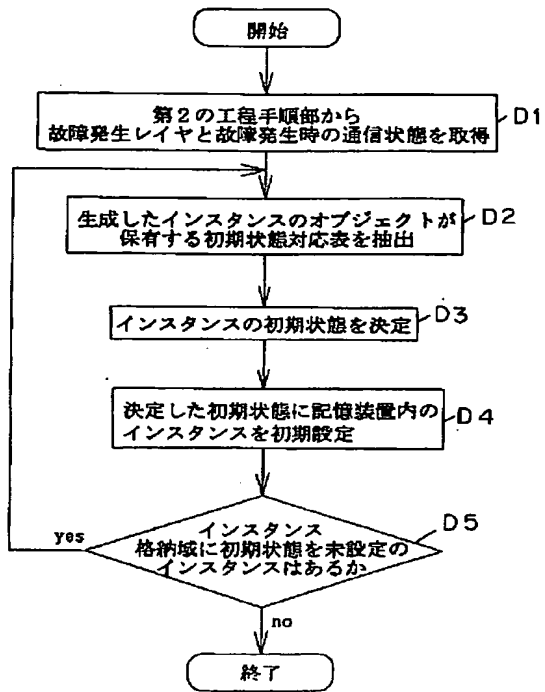 開始
第2の工程手順部から
故障発生レイヤと故障発生時の通信状態を取得
D1
生成したインスタンスのオブジェクトが
保有する初期状態対応表を抽出
D2
インスタンスの初期状態を決定
D3
決定した初期状態に記憶装置内の
インスタンスを初期設定
D4
インスタンス
格納域に初期状態を未設定の
インスタンスはあるか
D5
yes
no
終了